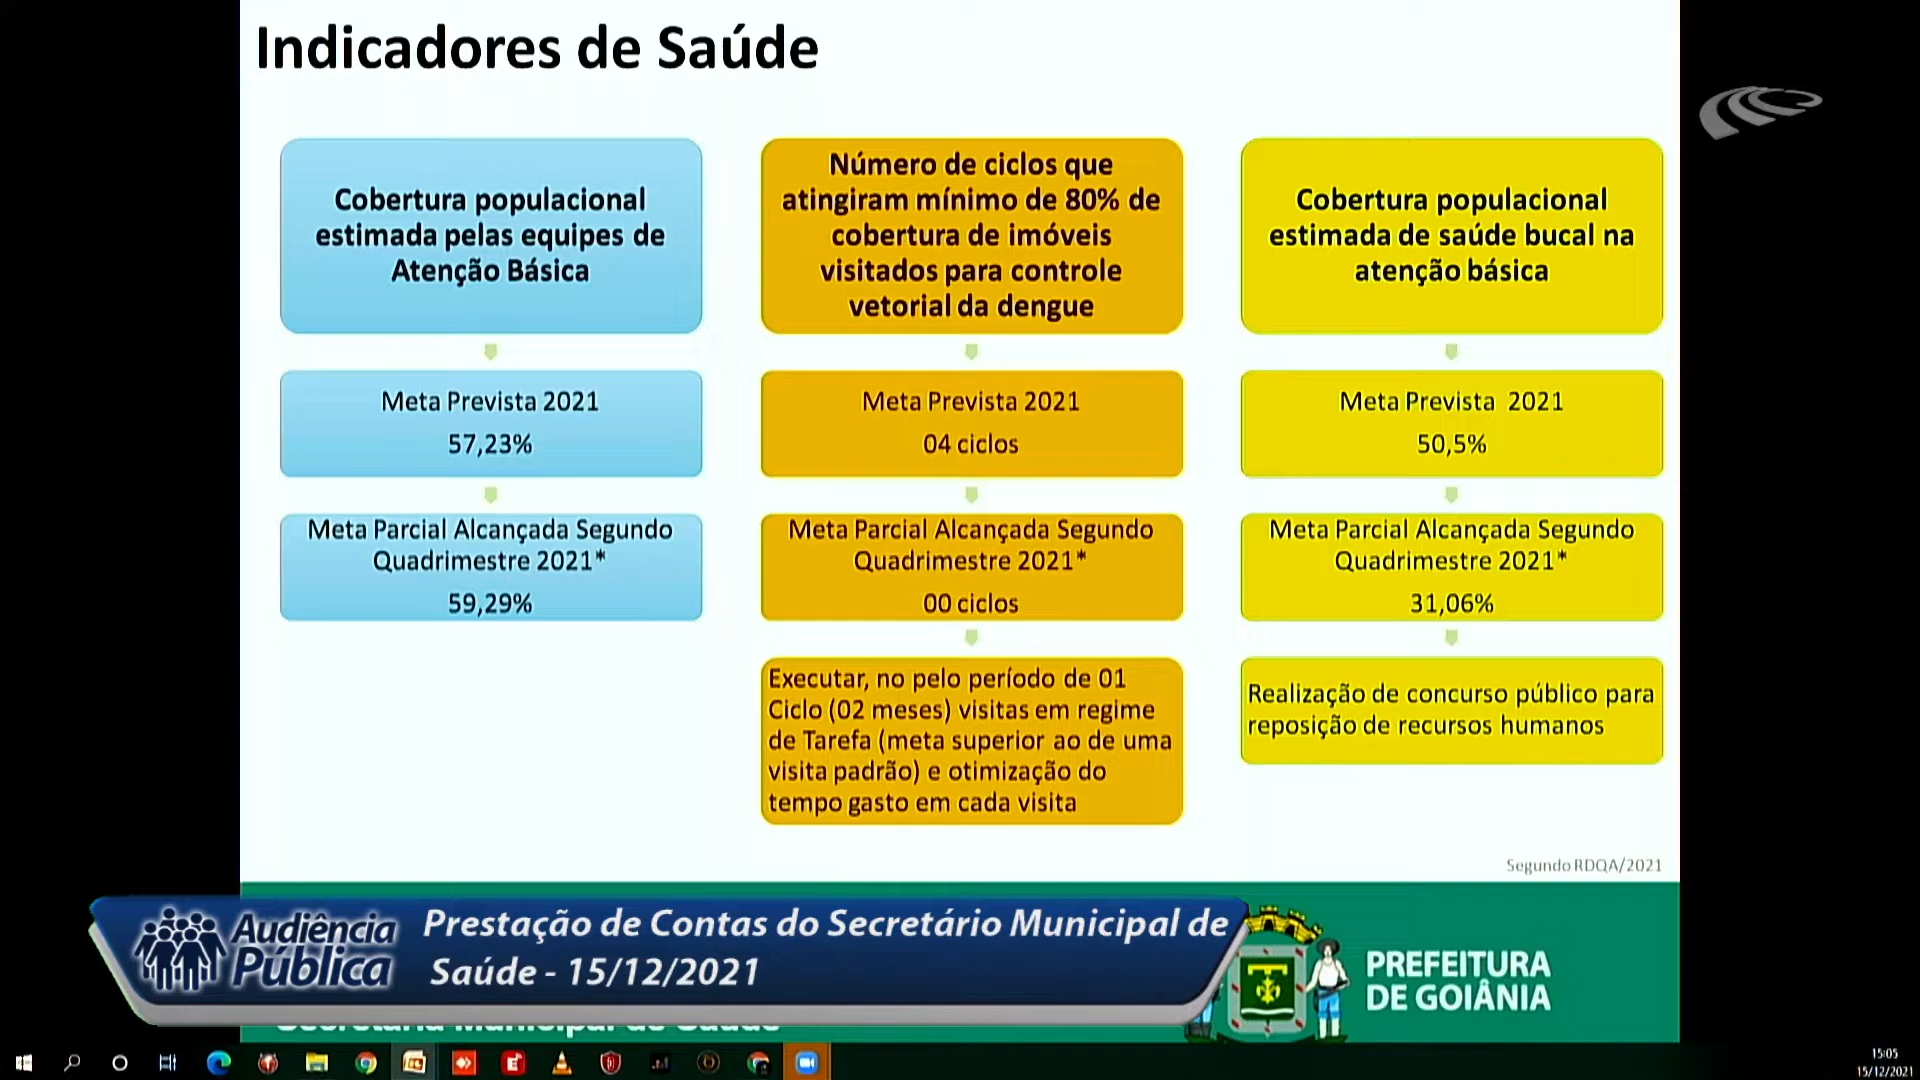 Indicadores de Saúde
Cobertura populacional
estimada pelas equipes de
Atenção Básica
Meta Prevista 2021
57,23%
Meta Parcial Alcançada Segundo
Quadrimestre 2021*
59,29%
Número de ciclos que
atingiram mínimo de 80% de
cobertura de imóveis
visitados para controle
vetorial da dengue
Meta Prevista 2021
04 ciclos
Meta Parcial Alcançada Segundo
Quadrimestre 2021*
00 ciclos
Executar, no pelo período de 01
Ciclo (02 meses) visitas em regime
de Tarefa (meta superior ao de uma
visita padrão) e otimização do
tempo gasto em cada visita
Cobertura populacional
estimada de saúde bucal na
atenção básica
Meta Prevista 2021
50,5%
Meta Parcial Alcançada Segundo
Quadrimestre 2021*
31,06%
Realização de concurso público para
reposição de recursos humanos
Segundo RDQA/2021
Audiência
Pública
Prestação de Contas do Secretário Municipal de
Saúde - 15/12/2021
PREFEITURA
DE GOIÂNIA
15:05
15/12/2021